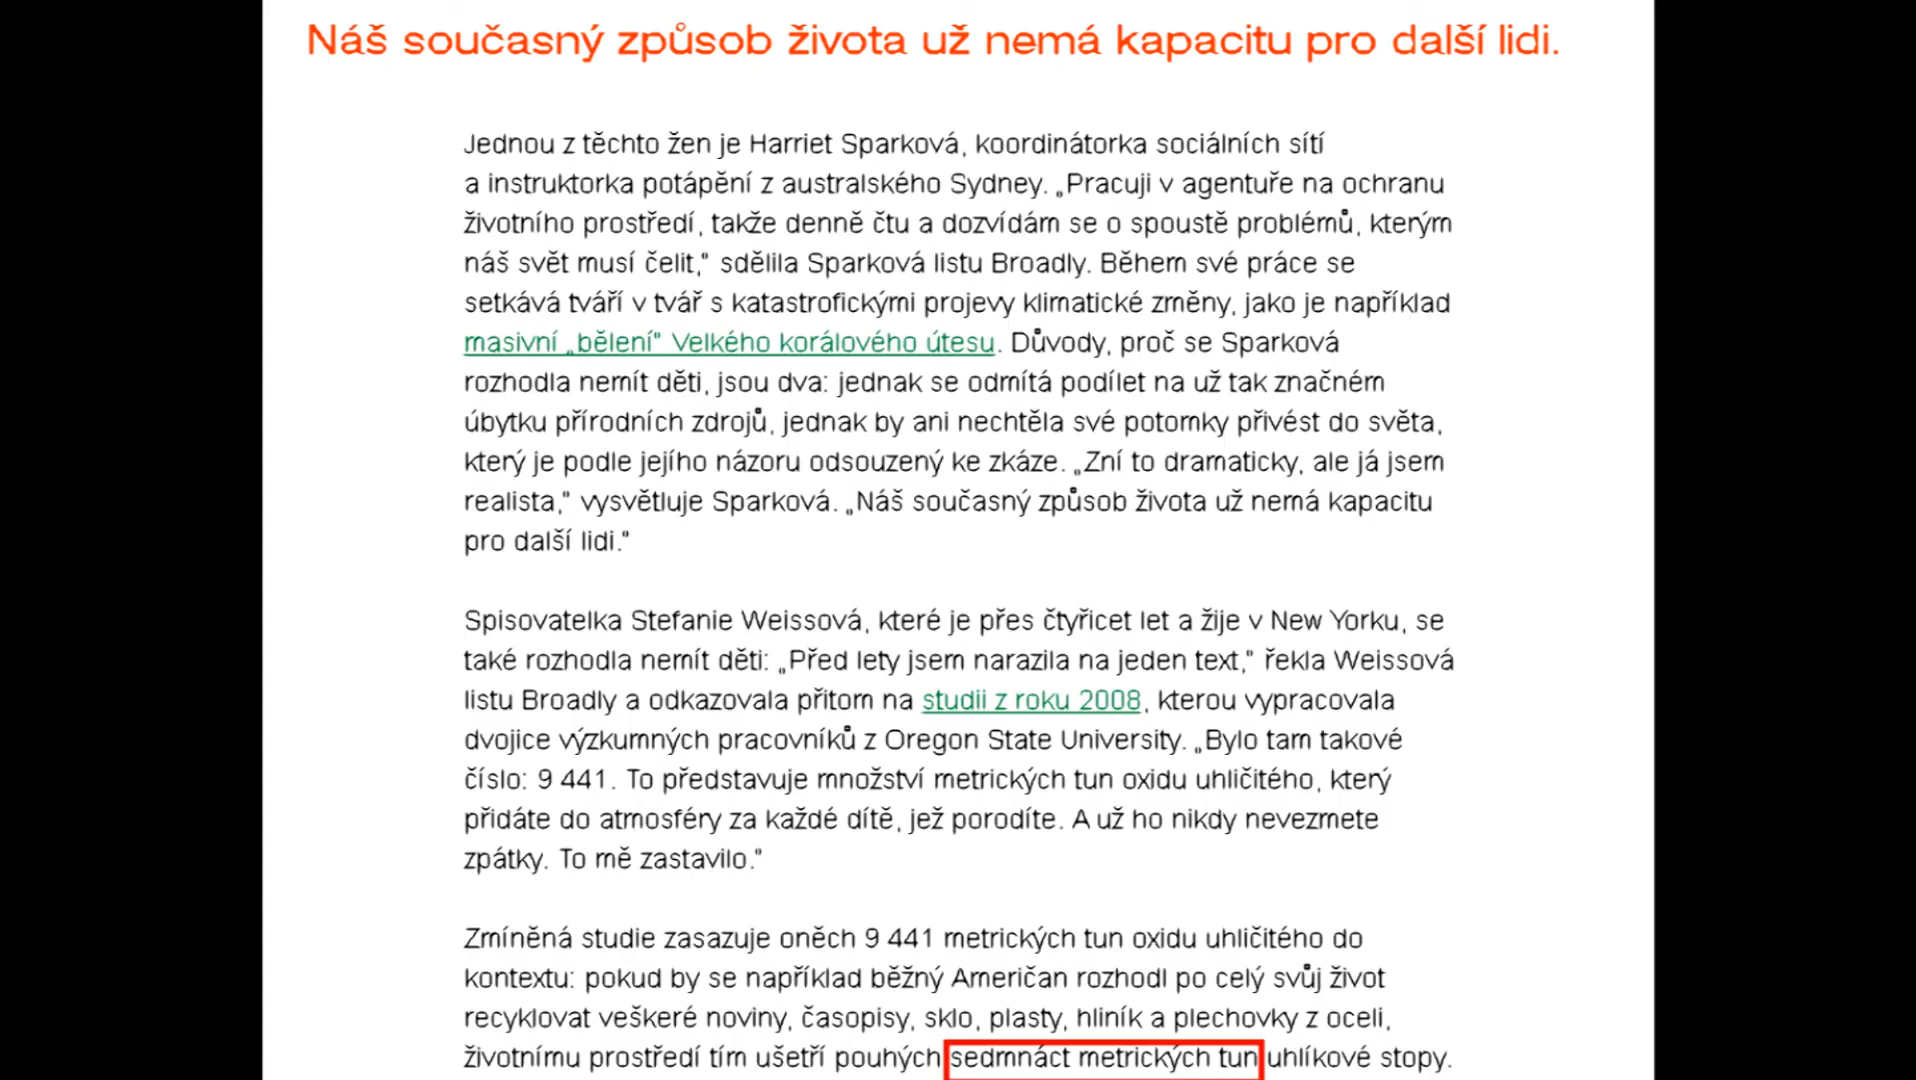 Náš současný způsob života už nemá kapacitu pro další lidi.
Jednou z těchto žen je Harriet Sparková, koordinátorka sociálních sítí
a instruktorka potápění z australského Sydney. „Pracuji v agentuře na ochranu
životního prostředí, takže denně čtu a dozvídám se o spoustě problémů, kterým
náš svět musí čelit,“ sdělila Sparková listu Broadly. Během své práce se
setkává tváří v tvář s katastrofickými projevy klimatické změny, jako je například
masivní „bělení“ Velkého korálového útesu. Důvody, proč se Sparková
rozhodla nemít děti, jsou dva: jednak se odmítá podílet na už tak značném
úbytku přírodních zdrojů, jednak by ani nechtěla své potomky přivést do světa,
který je podle jejího názoru odsouzený ke zkáze. „Zní to dramaticky, ale já jsem
realista,“ vysvětluje Sparková. „Náš současný způsob života už nemá kapacitu
pro další lidi.“
Spisovatelka Stefanie Weissová, které je přes čtyřicet let a žije v New Yorku, se
také rozhodla nemít děti: „Před lety jsem narazila na jeden text,“ řekla Weissová
listu Broadly a odkazovala přitom na studii z roku 2008, kterou vypracovala
dvojice výzkumných pracovníků z Oregon State University. „Bylo tam takové
číslo: 9 441. To představuje množství metrických tun oxidu uhličitého, který
přidáte do atmosféry za každé dítě, jež porodíte. A už ho nikdy nevezmete
zpátky. To mě zastavilo.“
Zmíněná studie zasazuje oněch 9 441 metrických tun oxidu uhličitého do
kontextu: pokud by se například běžný Američan rozhodl po celý svůj život
recyklovat veškeré noviny, časopisy, sklo, plasty, hliník a plechovky z oceli,
životnímu prostředí tím ušetří pouhých sedmnáct metrických tun uhlíkové stopy.